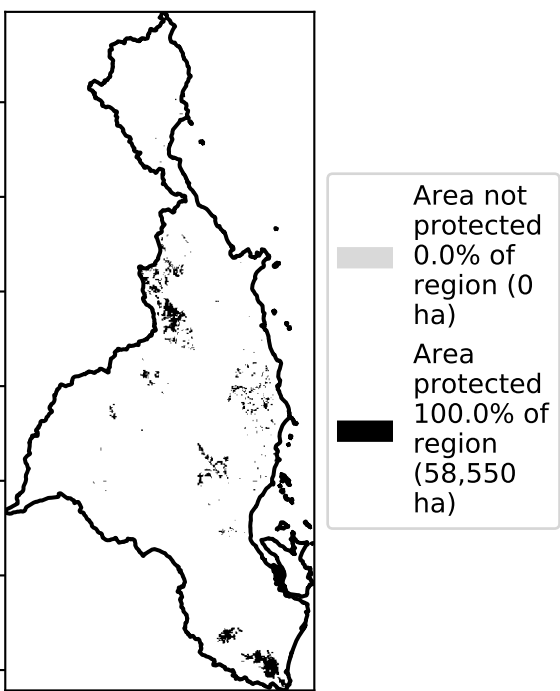 Area not
protected
0.0% of
region (0
ha)
Area
protected
100.0% of
region
(58,550
ha)